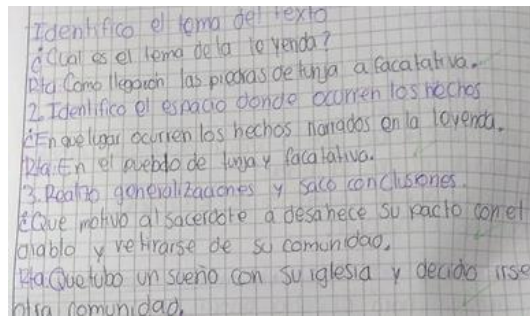 Identifico el tema del texto
¿Cual es el tema de la leyenda?
Rta Como llegaron las piedras de tunja a facatativa.
2. Identifico el espacio donde ocurren los hechos
¿En que lugar ocurren los hechos narrados en la leyenda.
Rta: En el pueblo de tunja y facatativa.
3. Realizo generalizaciones y saco conclusiones.
¿Que motivo al sacerdote a desahece su pacto con el
diablo y retirarse de su comunidad.
Rta. Que tubo un sueño con su iglesia y decido irse
otra comunidad.